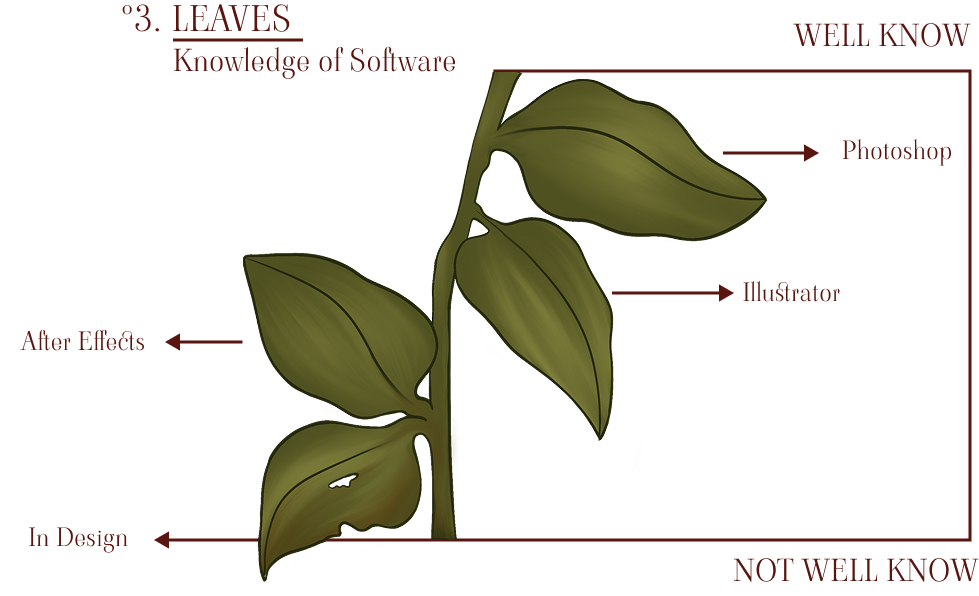 °3. LEAVES
Knowledge of Software
WELL KNOW
Photoshop
Illustrator
After Effects
In Design
NOT WELL KNOW